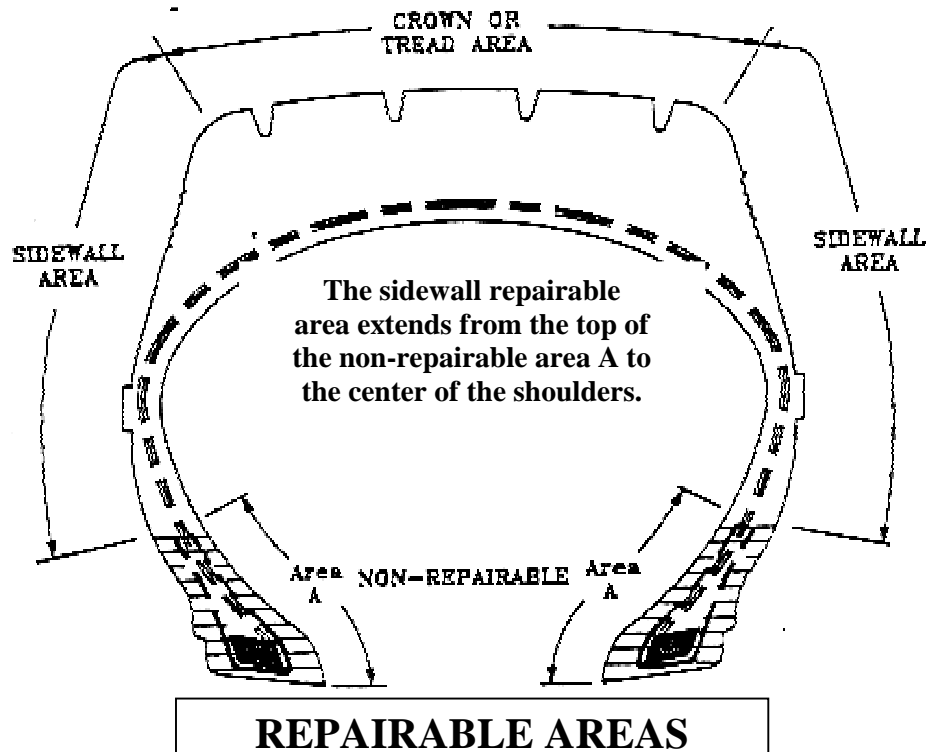 CROWN OR
TREAD AREA
SIDEWALL
AREA
SIDEWALL
AREA
The sidewall repairable
area extends from the top of
the non-repairable area A to
the center of the shoulders.
Area
A
NON-REPAIRABLE
Area
A
REPAIRABLE AREAS